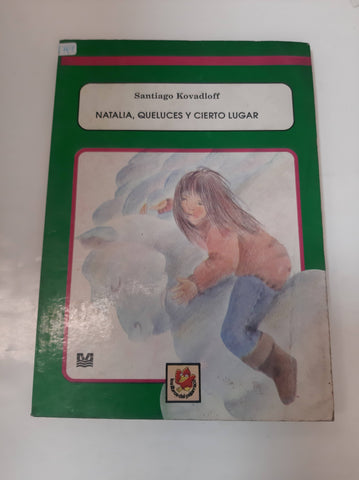 Santiago Kovadloff
NATALIA, QUELUCES Y CIERTO LUGAR